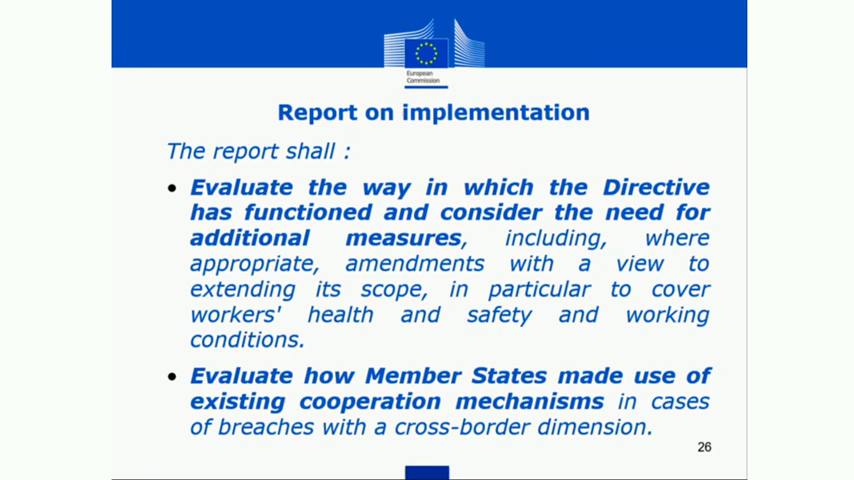 European
Commission
Report on implementation
The report shall :
• Evaluate the way in which the Directive
has functioned and consider the need for
additional measures, including, where
appropriate, amendments with a view to
extending its scope, in particular to cover
workers' health and safety and working
conditions.
• Evaluate how Member States made use of
existing cooperation mechanisms in cases
of breaches with a cross-border dimension.
26